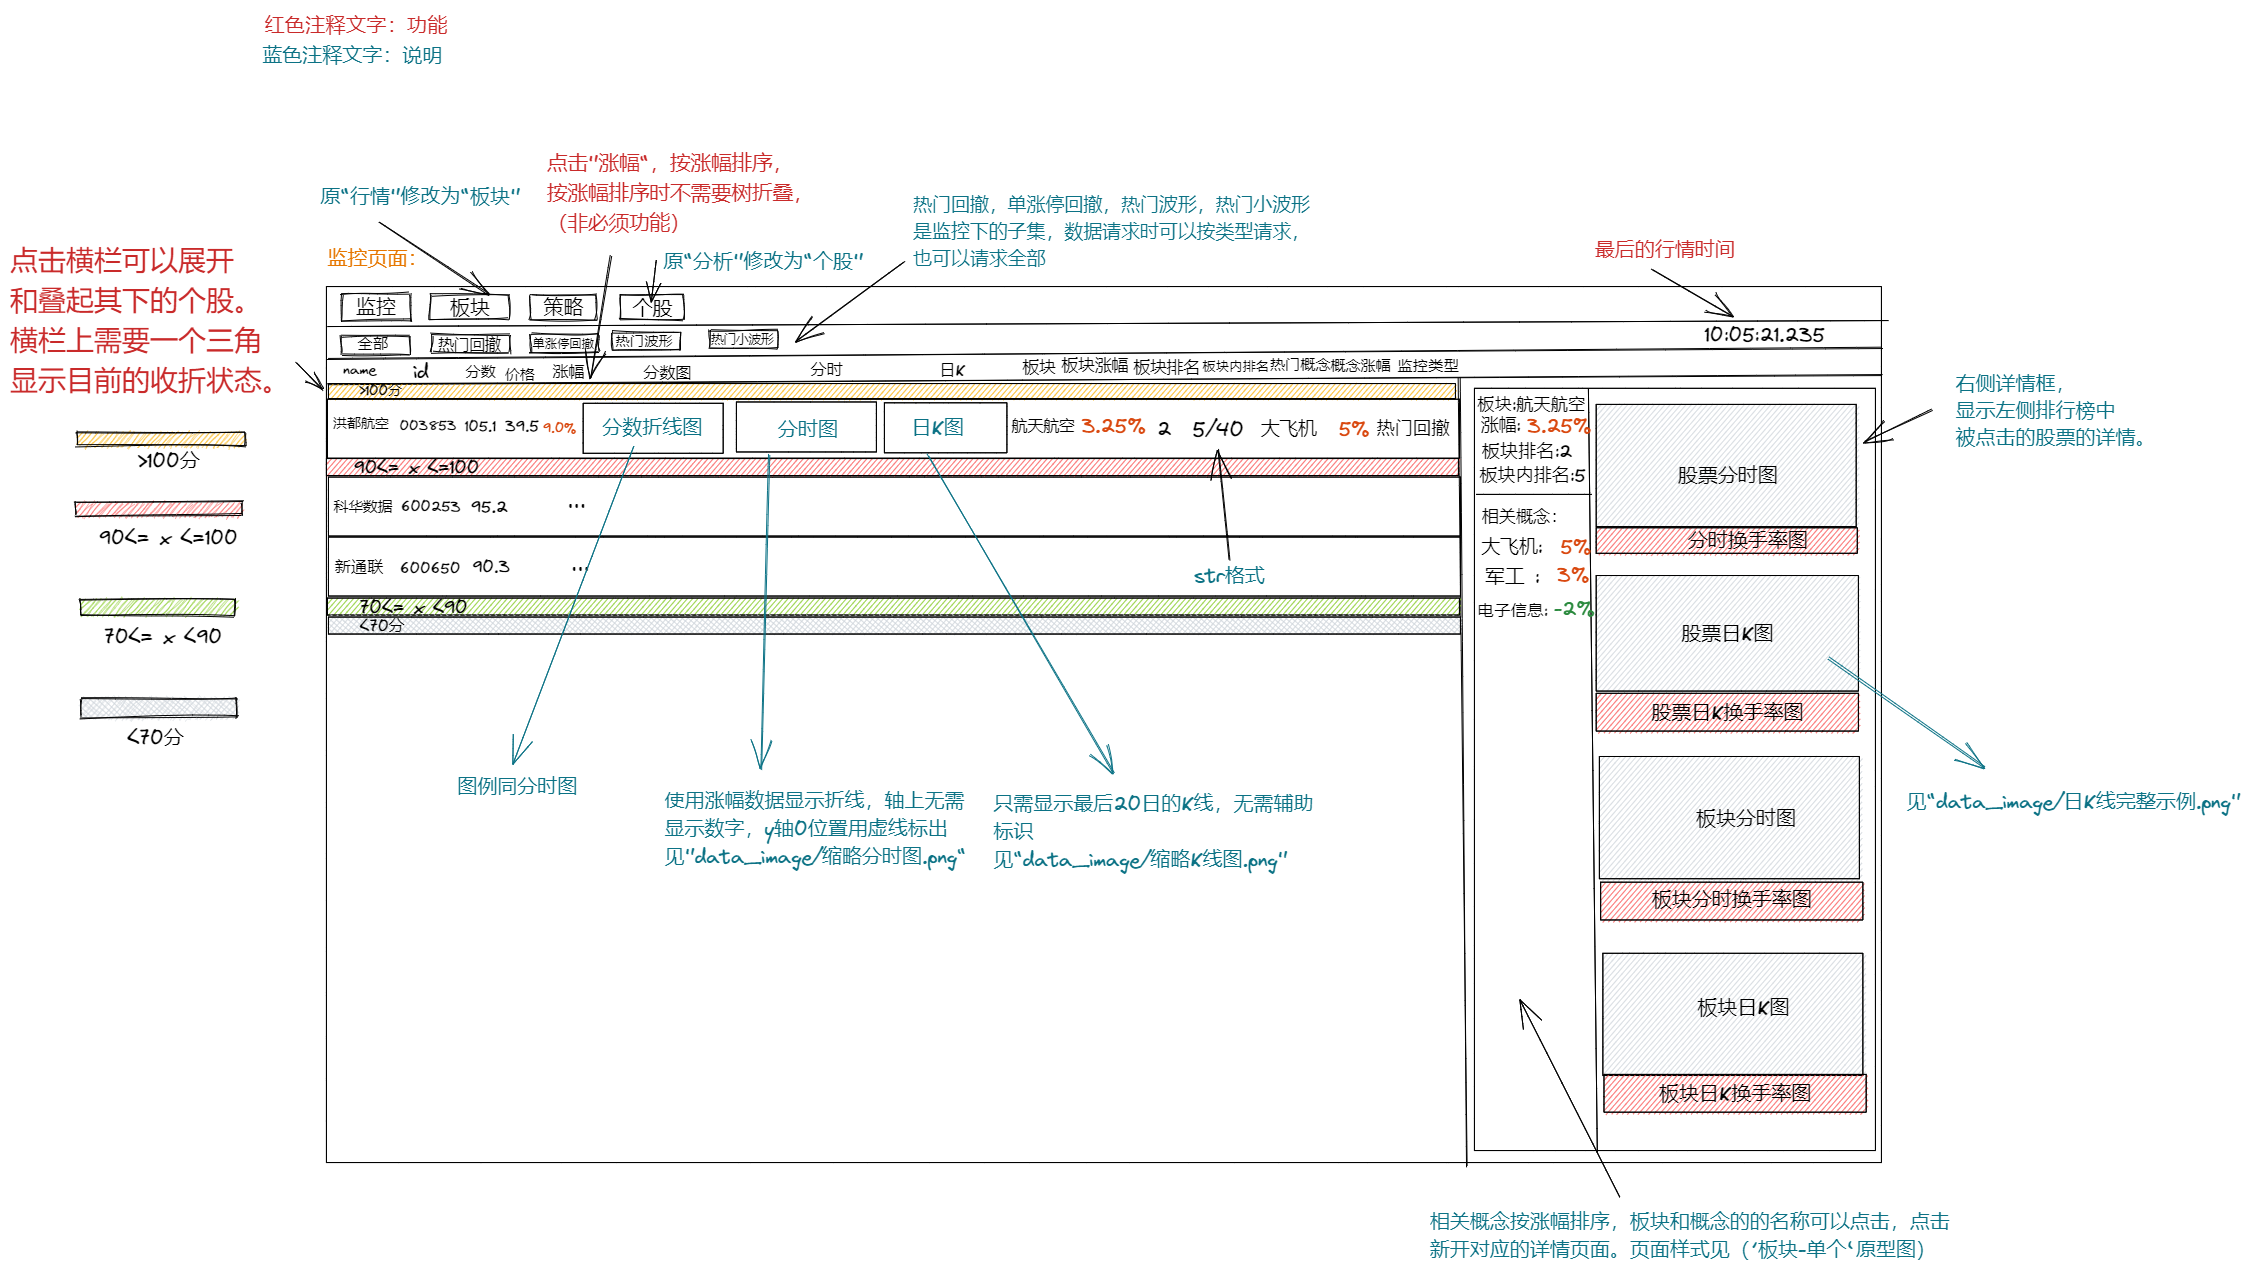 红色注释文字：功能
蓝色注释文字：说明
点击"涨幅"，按涨幅排序，
按涨幅排序时不需要树折叠，
（非必须功能）
原"行情"修改为"板块"
热门回撤，单涨停回撤，热门波形，热门小波形
是监控下的子集，数据请求时可以按类型请求，
也可以请求全部
原"分析"修改为"个股"
监控页面：
最后的行情时间
点击横栏可以展开
和叠起其下的个股。
横栏上需要一个三角
显示目前的收折状态。
>100分
90<= x <=100
70<= x <90
<70分
监控 板块 策略 个股
全部 热门回撤 单涨停回撤 热门波形 热门小波形 10:05:21.235
name id 分数 价格 涨幅 分数图 分时 日K 板块 板块涨幅 板块排名 板块内排名 热门概念 概念涨幅 监控类型
>100分
洪都航空 003853 105.1 39.5 9.0% 分数折线图 分时图 日K图 航天航空 3.25% 2 5/40 大飞机 5% 热门回撤
90<= x <=100
科华数据 600253 95.2 ...
新通联 600650 90.3 ...
70<= x <90
<70分
str格式
图例同分时图
使用涨幅数据显示折线，轴上无需
显示数字，y轴0位置用虚线标出
见"data_image/缩略分时图.png"
只需显示最后20日的K线，无需辅助
标识
见"data_image/缩略K线图.png"
板块:航天航空
涨幅: 3.25%
板块排名:2
板块内排名:5
相关概念：
大飞机: 5%
军工 : 3%
电子信息: -2%
股票分时图
分时换手率图
股票日K图
股票日K换手率图
板块分时图
板块分时换手率图
板块日K图
板块日K换手率图
右侧详情框，
显示左侧排行榜中
被点击的股票的详情。
见"data_image/日K线完整示例.png"
相关概念按涨幅排序，板块和概念的的名称可以点击，点击
新开对应的详情页面。页面样式见（'板块-单个'原型图）